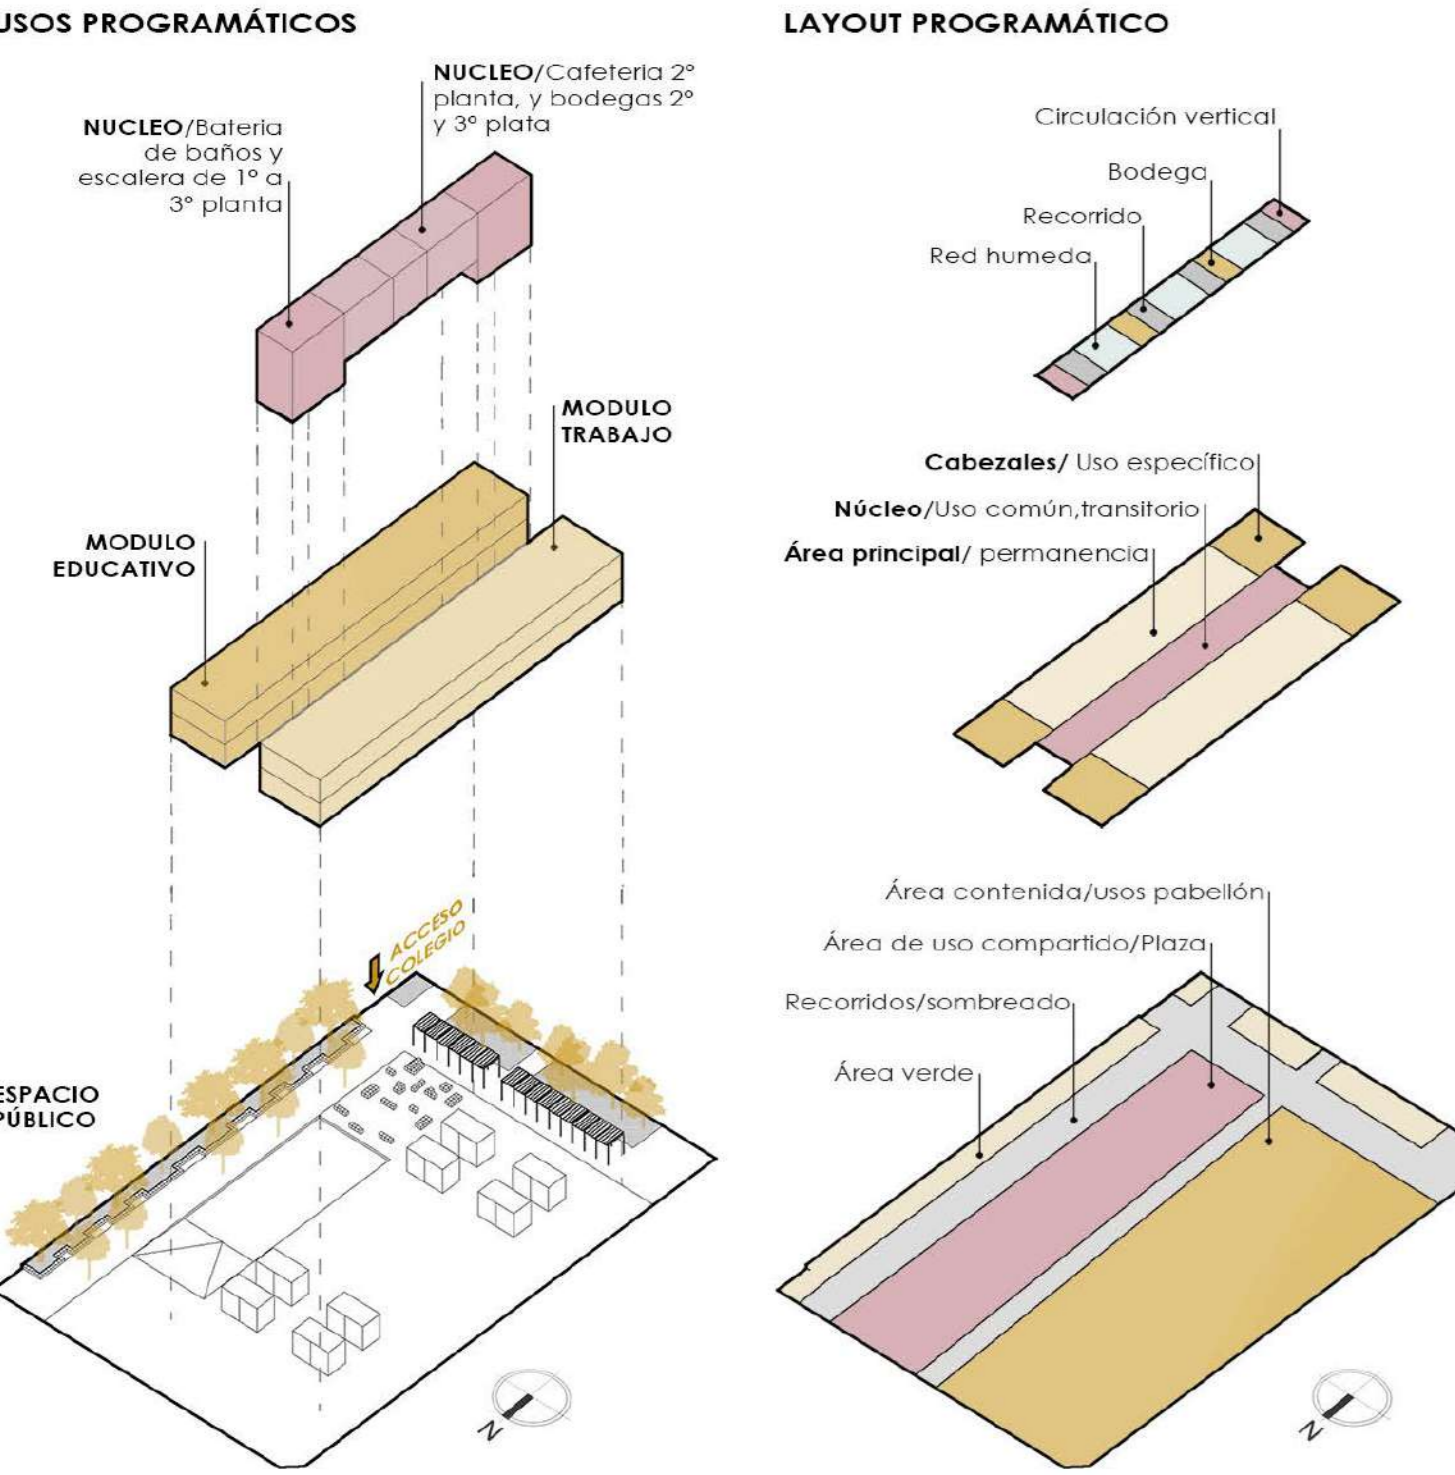 USOS PROGRAMÁTICOS
NUCLEO/Cafeteria 2°
planta, y bodegas 2°
y 3° plata
NUCLEO/Bateria
de baños y
escalera de 1° a
3° planta
MODULO
TRABAJO
MODULO
EDUCATIVO
ACCESO
COLEGIO
ESPACIO
PÚBLICO
N
LAYOUT PROGRAMÁTICO
Circulación vertical
Bodega
Recorrido
Red humeda
Cabezales/ Uso específico
Núcleo/Uso común,transitorio
Área principal/ permanencia
Área contenida/usos pabellón
Área de uso compartido/Plaza
Recorridos/sombreado
Área verde
N